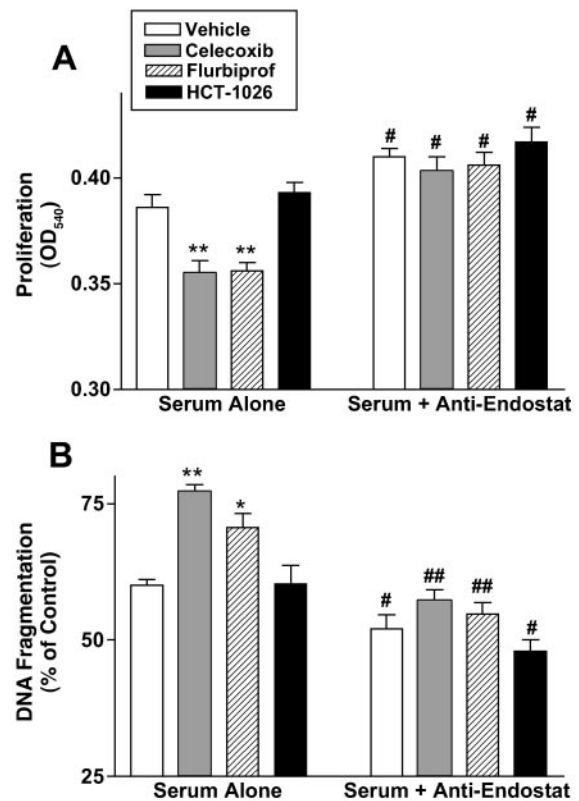 Vehicle
Celecoxib
Flurbiprof
HCT-1026
A
Proliferation
(OD540)
0.40
0.35
0.30
** **
# # # #
Serum Alone Serum + Anti-Endostat
B
DNA Fragmentation
(% of Control)
75
50
25
** *
# ## ## #
Serum Alone Serum + Anti-Endostat